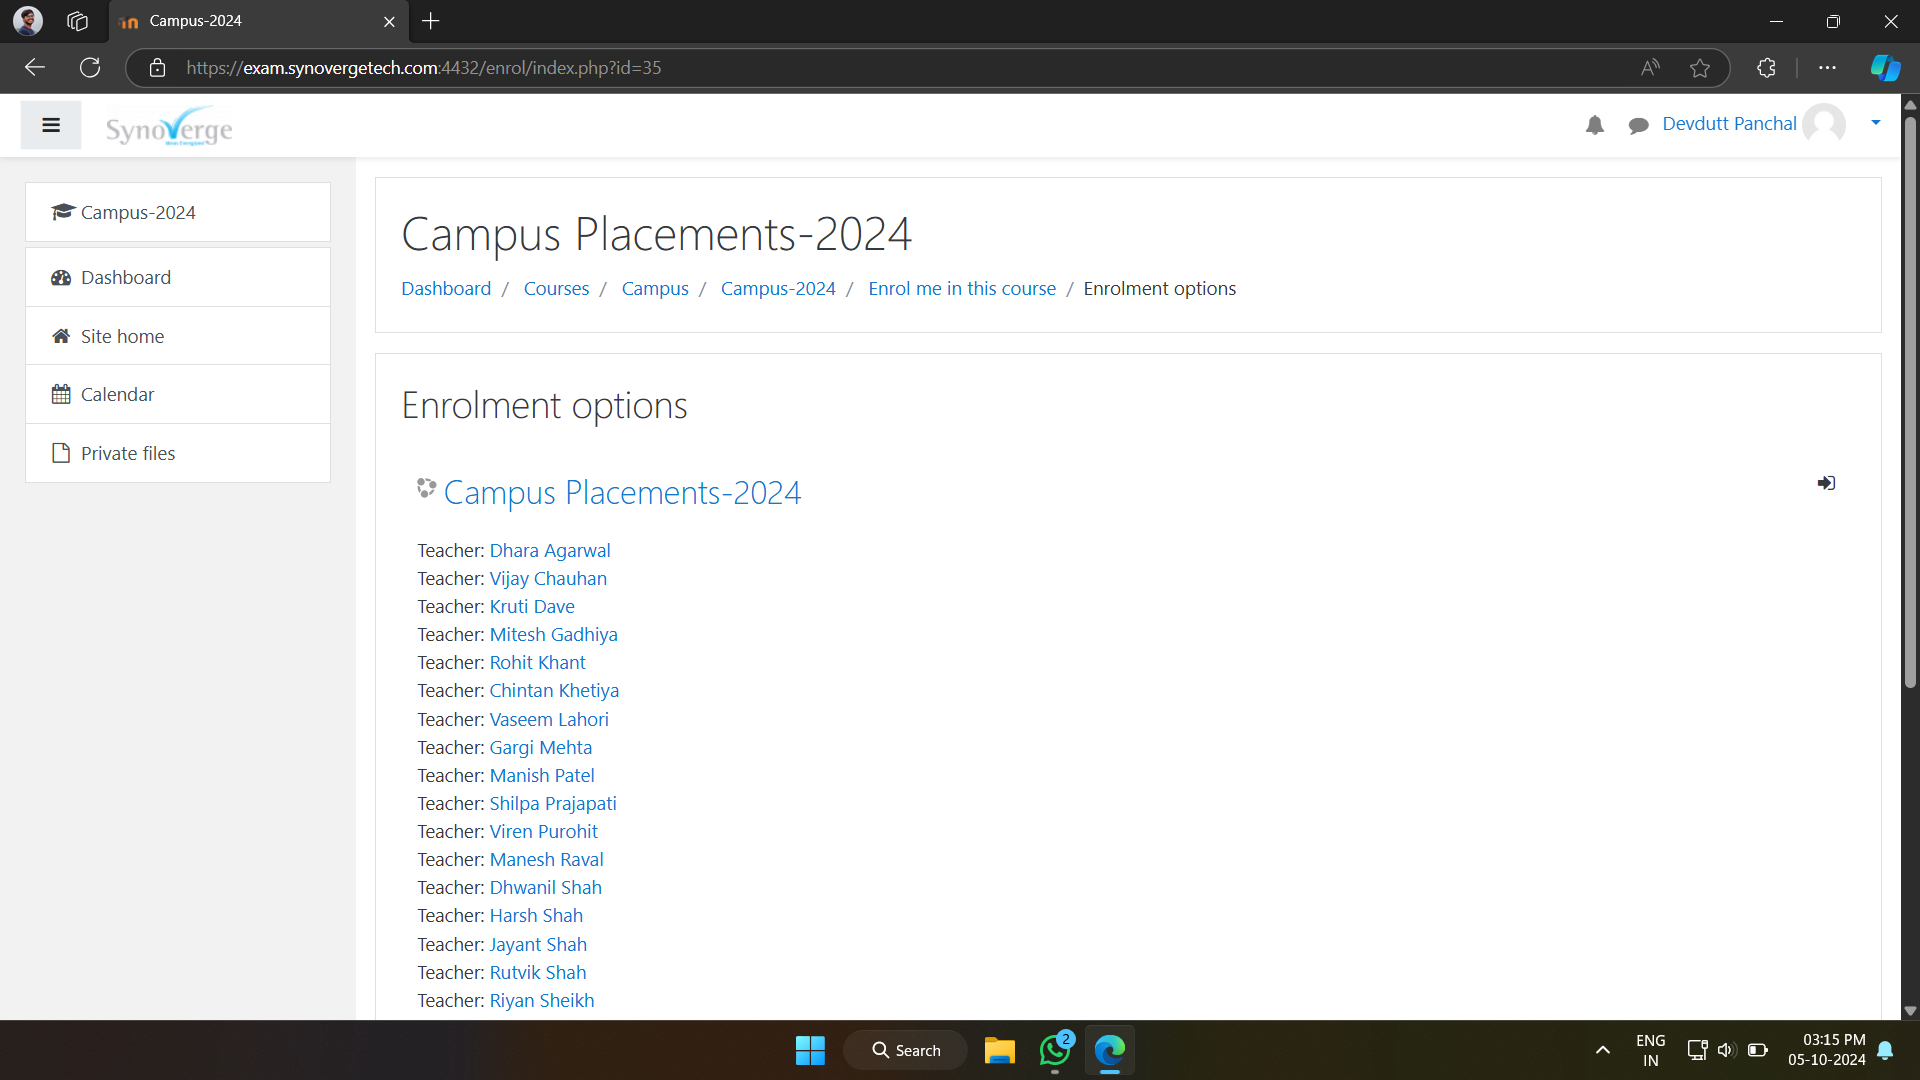 Campus-2024
https://exam.synovergetech.com:4432/enrol/index.php?id=35
SynoVerge
Devdutt Panchal
Campus-2024
Dashboard
Site home
Calendar
Private files
Campus Placements-2024
Dashboard / Courses / Campus / Campus-2024 / Enrol me in this course / Enrolment options
Enrolment options
Campus Placements-2024
Teacher: Dhara Agarwal
Teacher: Vijay Chauhan
Teacher: Kruti Dave
Teacher: Mitesh Gadhiya
Teacher: Rohit Khant
Teacher: Chintan Khetiya
Teacher: Vaseem Lahori
Teacher: Gargi Mehta
Teacher: Manish Patel
Teacher: Shilpa Prajapati
Teacher: Viren Purohit
Teacher: Manesh Raval
Teacher: Dhwanil Shah
Teacher: Harsh Shah
Teacher: Jayant Shah
Teacher: Rutvik Shah
Teacher: Riyan Sheikh
Search
2
ENG
IN
03:15 PM
05-10-2024